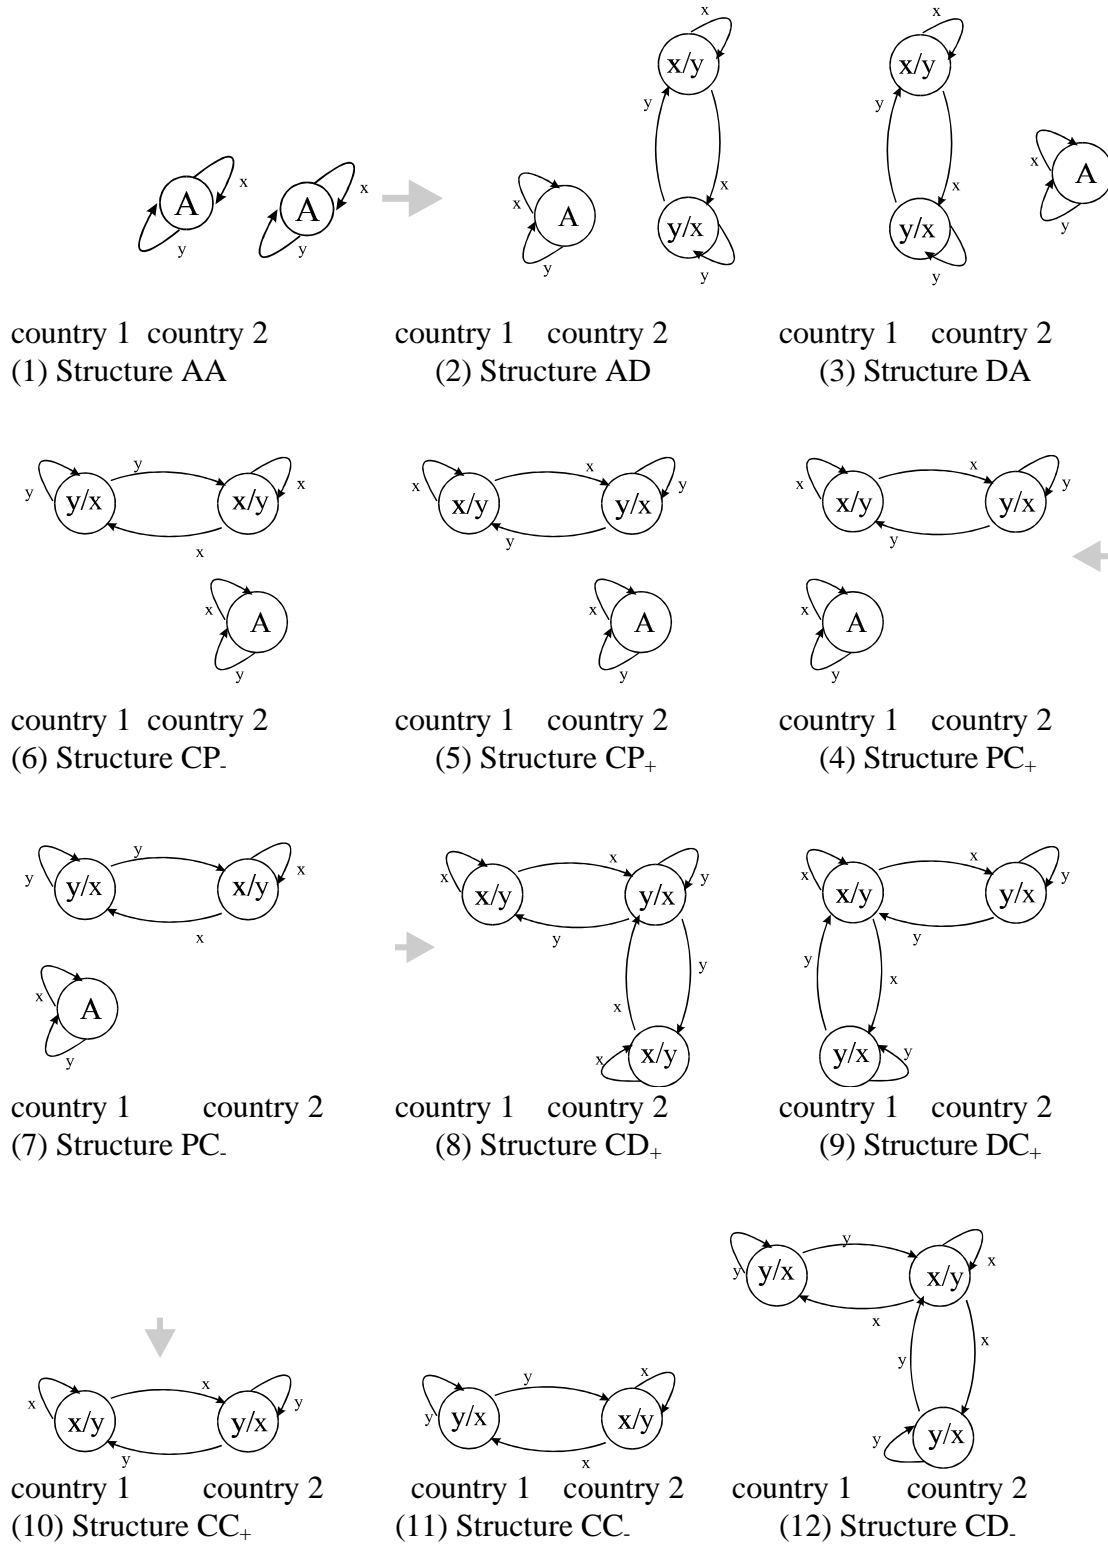 x x
x/y x/y
y y
x x
A A x x
A x A
x x
y y y/x y/x y
y y y
country 1 country 2 country 1 country 2 country 1 country 2
(1) Structure AA (2) Structure AD (3) Structure DA
y x x
y y/x x/y x x x/y y/x y x x/y y/x y
x y y
x A x A x A
y y y
country 1 country 2 country 1 country 2 country 1 country 2
(6) Structure CP- (5) Structure CP+ (4) Structure PC+
y x x
y y/x x/y x x x/y y/x y x x/y y/x y
x y y
y y
x A x x
y x x/y y/x y
country 1 country 2 country 1 country 2 country 1 country 2
(7) Structure PC- (8) Structure CD+ (9) Structure DC+
y
y y/x x/y x
x
y x
x y x
x x/y y/x y y y/x x/y
y x y y/x
country 1 country 2 country 1 country 2 country 1 country 2
(10) Structure CC+ (11) Structure CC- (12) Structure CD-